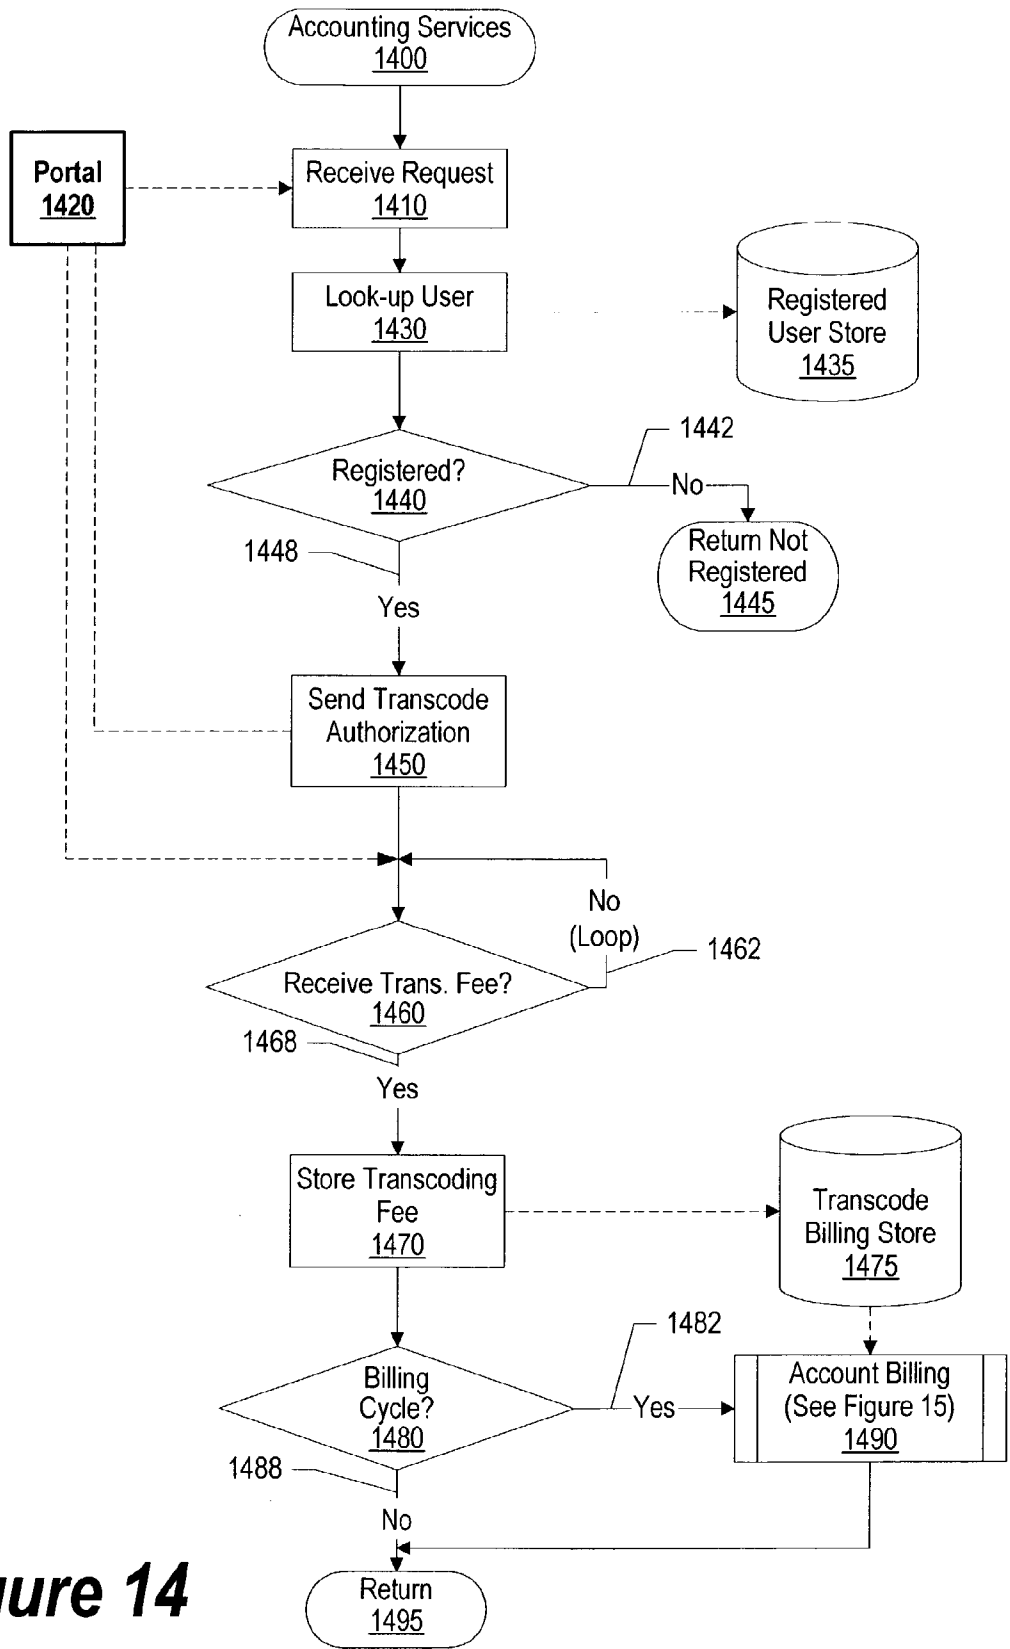 Accounting Services
1400
Portal
1420
Receive Request
1410
Look-up User
1430
Registered
User Store
1435
1442
Registered?
1440
No
1448
Return Not
Registered
1445
Yes
Send Transcode
Authorization
1450
No
(Loop)
1462
Receive Trans. Fee?
1460
1468
Yes
Store Transcoding
Fee
1470
Transcode
Billing Store
1475
1482
Billing
Cycle?
1480
Yes
Account Billing
(See Figure 15)
1490
1488
No
Return
1495
gure 14